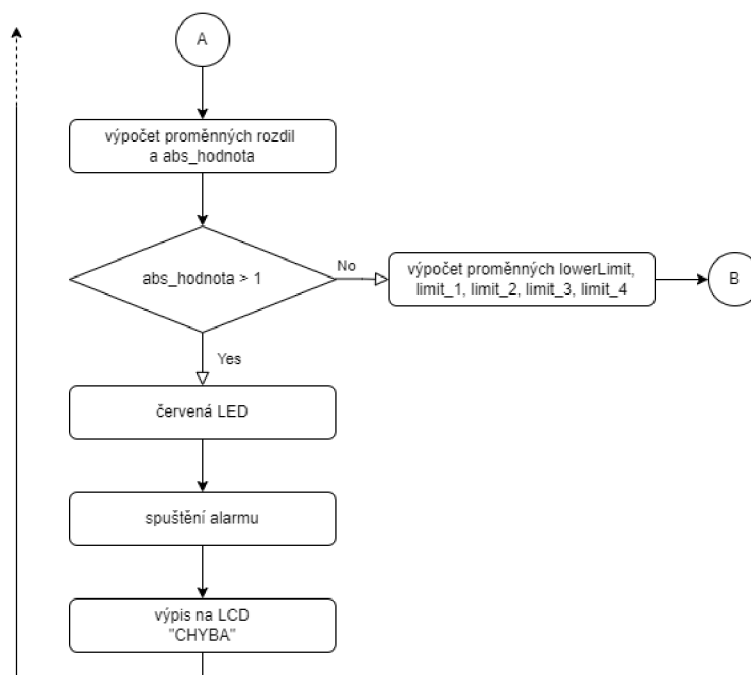 A
výpočet proměnných rozdil
a abs_hodnota
abs_hodnota > 1
No
výpočet proměnných lowerLimit,
limit_1, limit_2, limit_3, limit_4
B
Yes
červená LED
spuštění alarmu
výpis na LCD
"CHYBA"